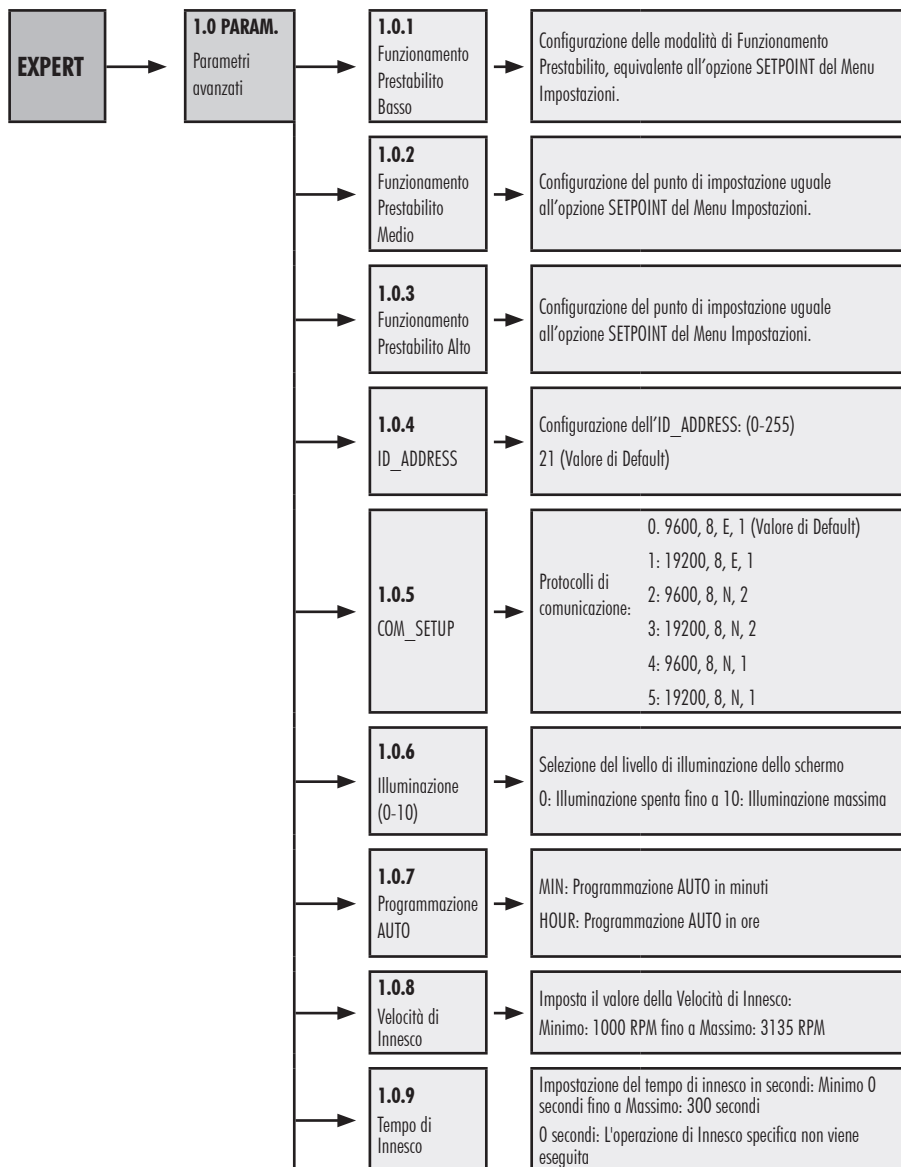 EXPERT
1.0 PARAM.
Parametri
avanzati
1.0.1
Funzionamento
Prestabilito
Basso
Configurazione delle modalità di Funzionamento
Prestabilito, equivalente all'opzione SETPOINT del Menu
Impostazioni.
1.0.2
Funzionamento
Prestabilito
Medio
Configurazione del punto di impostazione uguale
all'opzione SETPOINT del Menu Impostazioni.
1.0.3
Funzionamento
Prestabilito Alto
Configurazione del punto di impostazione uguale
all'opzione SETPOINT del Menu Impostazioni.
1.0.4
ID_ADDRESS
Configurazione dell'ID_ADDRESS: (0-255)
21 (Valore di Default)
1.0.5
COM_SETUP
Protocolli di
comunicazione:
0. 9600, 8, E, 1 (Valore di Default)
1: 19200, 8, E, 1
2: 9600, 8, N, 2
3: 19200, 8, N, 2
4: 9600, 8, N, 1
5: 19200, 8, N, 1
1.0.6
Illuminazione
(0-10)
Selezione del livello di illuminazione dello schermo
0: Illuminazione spenta fino a 10: Illuminazione massima
1.0.7
Programmazione
AUTO
MIN: Programmazione AUTO in minuti
HOUR: Programmazione AUTO in ore
1.0.8
Velocità di
Innesco
Imposta il valore della Velocità di Innesco:
Minimo: 1000 RPM fino a Massimo: 3135 RPM
1.0.9
Tempo di
Innesco
Impostazione del tempo di innesco in secondi: Minimo 0
secondi fino a Massimo: 300 secondi
0 secondi: L'operazione di Innesco specifica non viene
eseguita